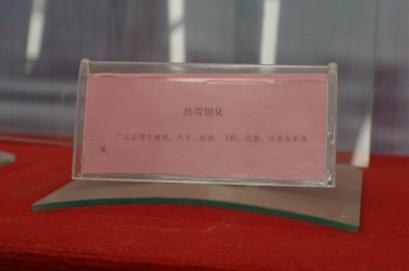 热弯钢化
广泛应用于建筑、汽车、船舶、飞机、仪器、仪表及家装
等。